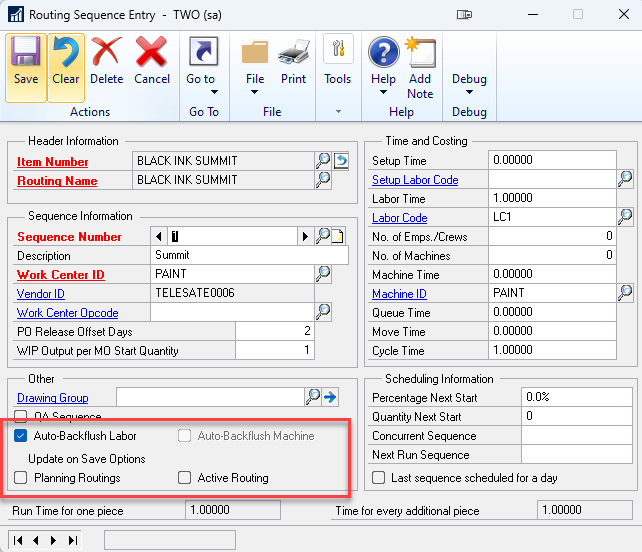 Routing Sequence Entry  -  TWO (sa)
Save Clear Delete Cancel Go to File Print Tools Help Add Note Debug
Actions Go To File Help Debug
Header Information
Item Number BLACK INK SUMMIT
Routing Name BLACK INK SUMMIT
Sequence Information
Sequence Number 1
Description Summit
Work Center ID PAINT
Vendor ID TELESATE0006
Work Center Opcode
PO Release Offset Days 2
WIP Output per MO Start Quantity 1
Other
Drawing Group
QA Sequence
Auto-Backflush Labor Auto-Backflush Machine
Update on Save Options
Planning Routings Active Routing
Time and Costing
Setup Time 0.00000
Setup Labor Code
Labor Time 1.00000
Labor Code LC1
No. of Emps./Crews 0
No. of Machines 0
Machine Time 0.00000
Machine ID PAINT
Queue Time 0.00000
Move Time 0.00000
Cycle Time 1.00000
Scheduling Information
Percentage Next Start 0.0%
Quantity Next Start 0
Concurrent Sequence
Next Run Sequence
Last sequence scheduled for a day
Run Time for one piece 1.00000 Time for every additional piece 1.00000